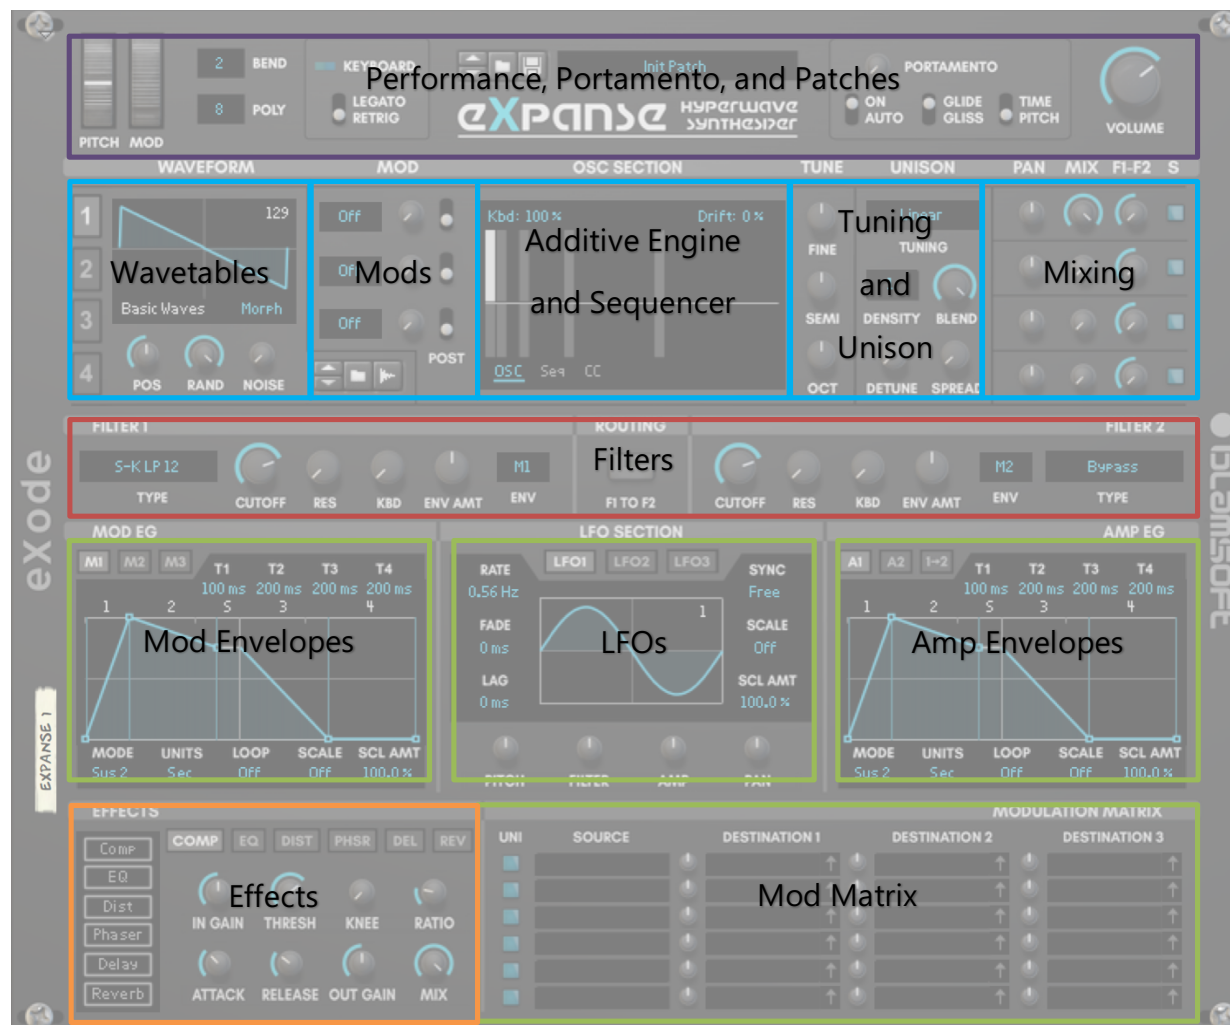 2 BEND
KEYBOARD
Init Patch
PORTAMENTO
Performance, Portamento, and Patches
8 POLY
LEGATO
RETRIG
eXpanse HYPERWAVE
SYNTHESIZER
ON
AUTO
GLIDE
GLISS
TIME
PITCH
PITCH MOD
VOLUME
WAVEFORM MOD OSC SECTION TUNE UNISON PAN MIX F1-F2 S
1 129
Off
Kbd: 100 % Drift: 0 %
Linear
Tuning
FINE TUNING
Additive Engine
2 Wavetables
Off Mods
and Sequencer
and
Mixing
Basic Waves Morph
3
Off
SEMI DENSITY BLEND
Unison
POST
4 POS RAND NOISE
OSC Seq CC
OCT DETUNE SPREAD
FILTER 1 ROUTING FILTER 2
Filters
S-K LP 12 M1 M2 Bypass
TYPE CUTOFF RES KBD ENV AMT ENV F1 TO F2 CUTOFF RES KBD ENV AMT ENV TYPE
exode
MOD EG LFO SECTION AMP EG
M1 M2 M3 T1 T2 T3 T4
100 ms 200 ms 200 ms 200 ms
1 2 S 3 4
Mod Envelopes
MODE UNITS LOOP SCALE SCL AMT
Sus 2 Sec Off Off 100.0 %
RATE LFO1 LFO2 LFO3 SYNC
0.56 Hz Free
1
FADE SCALE
0 ms LFOs Off
LAG SCL AMT
0 ms 100.0 %
PITCH FILTER AMP PAN
A1 A2 1→2 T1 T2 T3 T4
100 ms 200 ms 200 ms 200 ms
1 2 S 3 4
Amp Envelopes
MODE UNITS LOOP SCALE SCL AMT
Sus 2 Sec Off Off 100.0 %
EXPANSE 1
EFFECTS MODULATION MATRIX
Comp COMP EQ DIST PHSR DEL REV
EQ
Dist
Effects
IN GAIN THRESH KNEE RATIO
Phaser
Delay
Reverb ATTACK RELEASE OUT GAIN MIX
UNI SOURCE DESTINATION 1 DESTINATION 2 DESTINATION 3
Mod Matrix